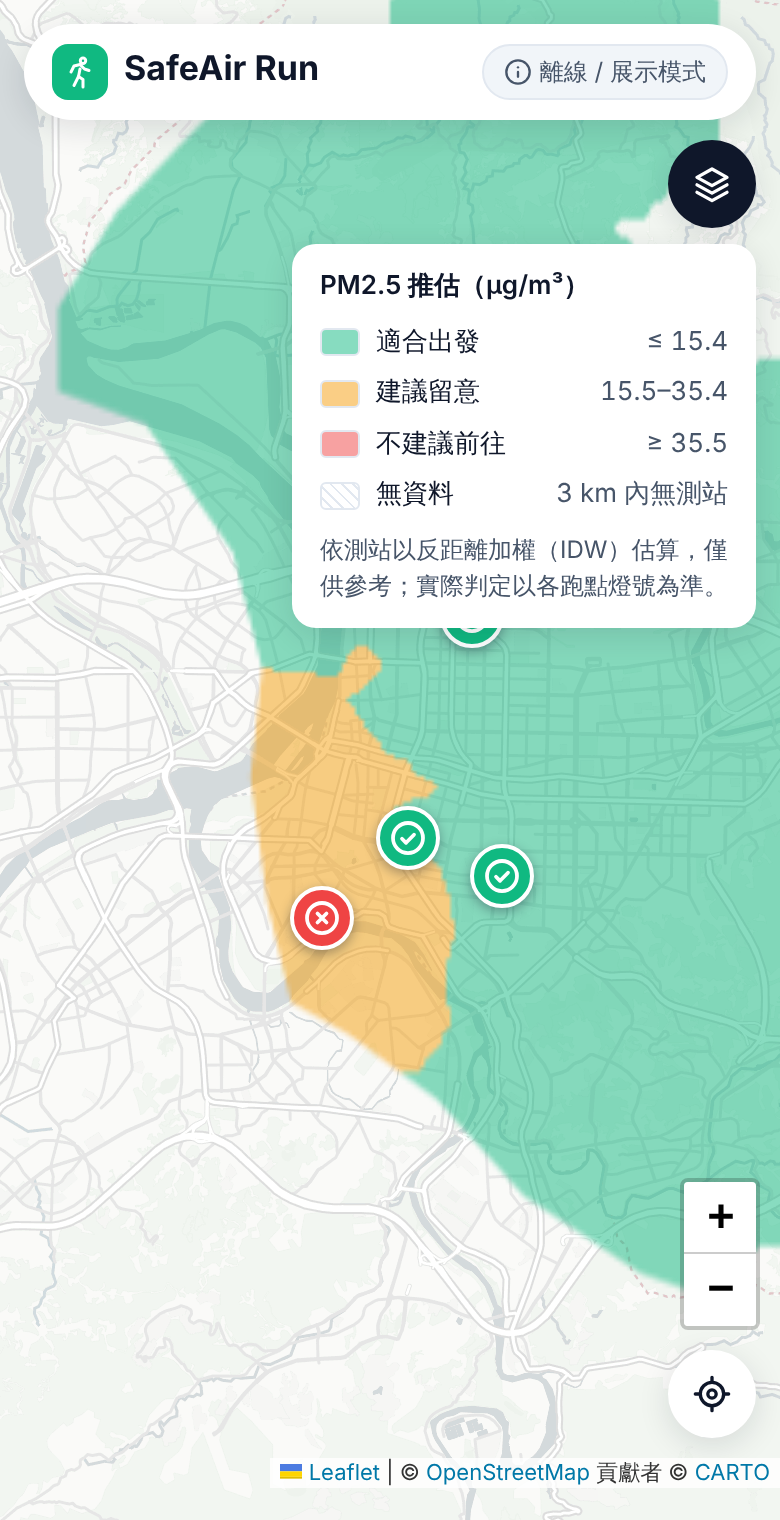 SafeAir Run
離線 / 展示模式
PM2.5 推估（μg/m³）
適合出發 ≤ 15.4
建議留意 15.5–35.4
不建議前往 ≥ 35.5
無資料 3 km 內無測站
依測站以反距離加權（IDW）估算，僅
供參考；實際判定以各跑點燈號為準。
+
−
Leaflet | © OpenStreetMap 貢獻者 © CARTO